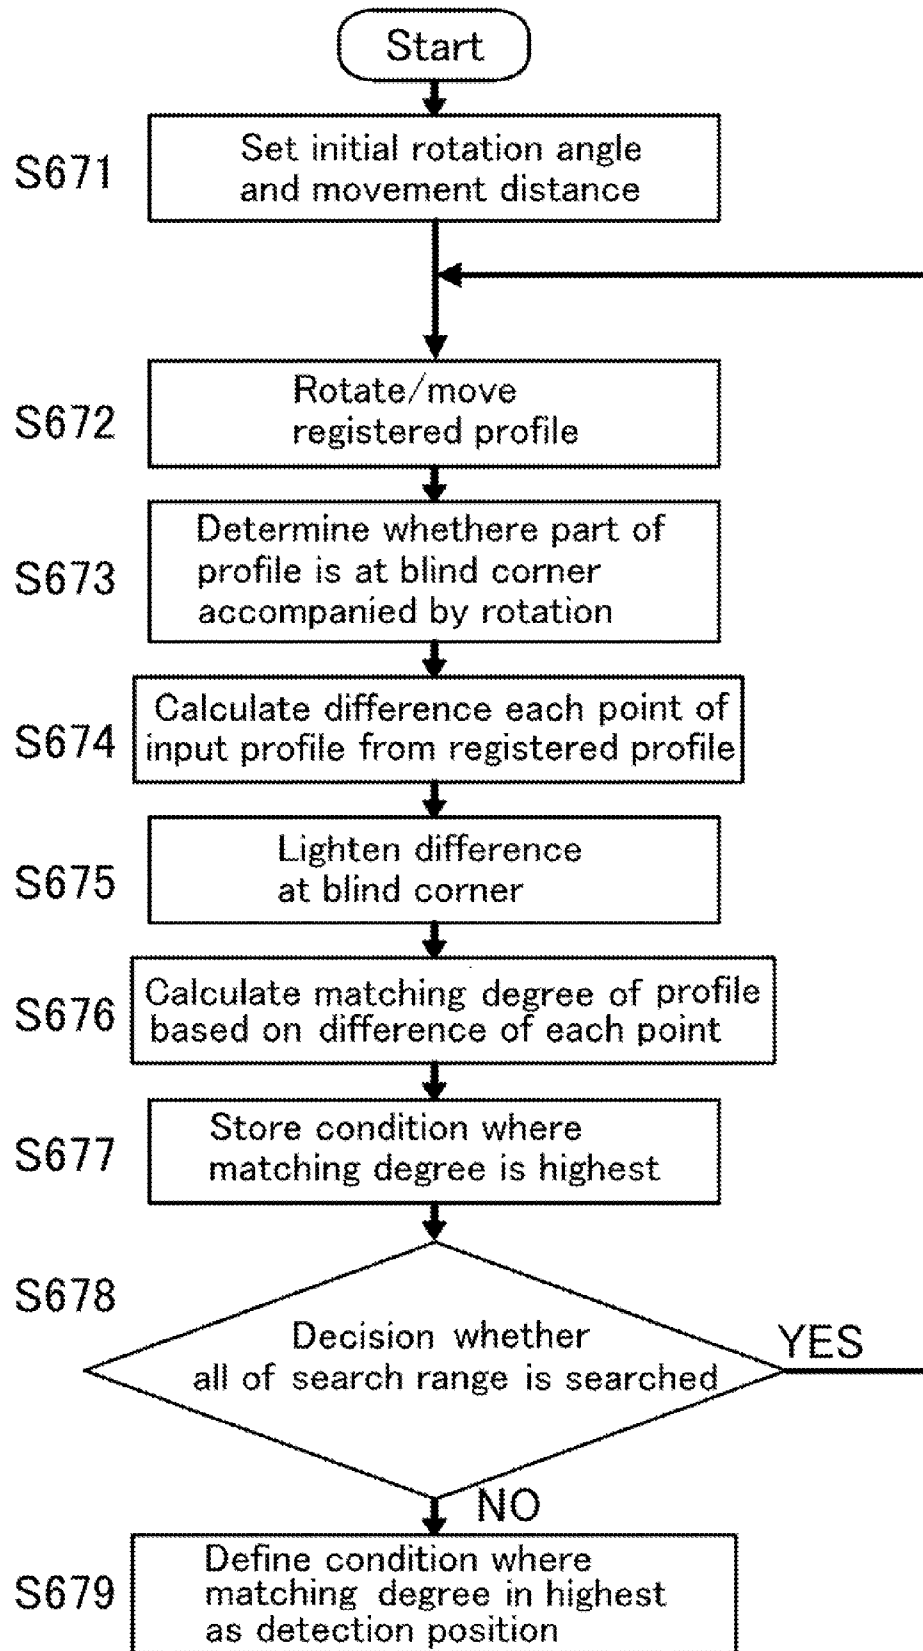 Start
S671
Set initial rotation angle
and movement distance
S672
Rotate/move
registered profile
S673
Determine whethere part of
profile is at blind corner
accompanied by rotation
S674
Calculate difference each point of
input profile from registered profile
S675
Lighten difference
at blind corner
S676
Calculate matching degree of profile
based on difference of each point
S677
Store condition where
matching degree is highest
S678
Decision whether
all of search range is searched
YES
NO
S679
Define condition where
matching degree in highest
as detection position